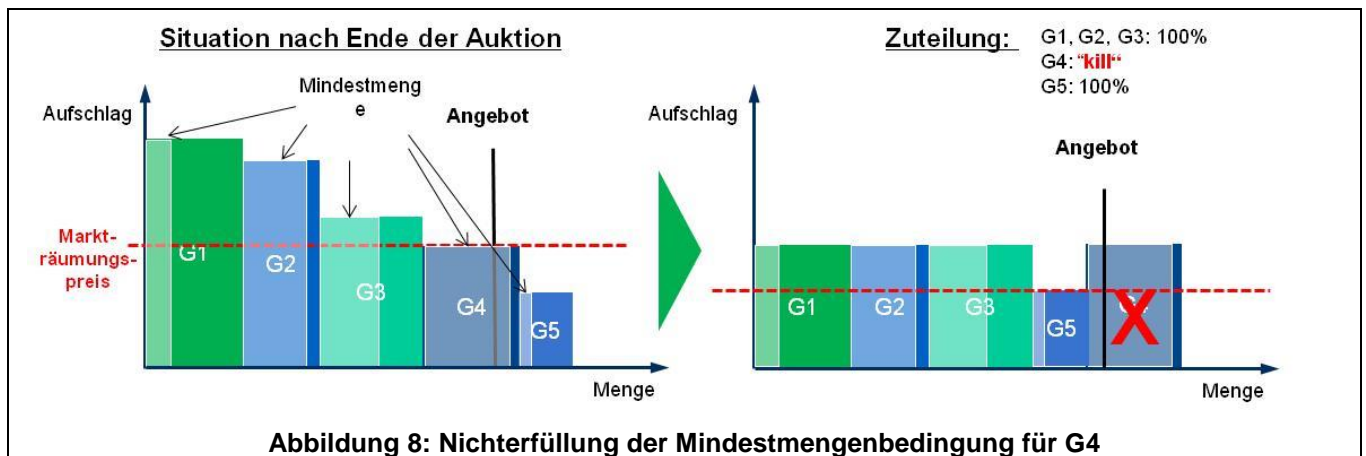 Situation nach Ende der Auktion
Mindestmeng
e
Aufschlag
Angebot
Markt-
räumungs-
preis
G1
G2
G3
G4
G5
Menge
Zuteilung:
G1, G2, G3: 100%
G4: "kill“
G5: 100%
Aufschlag
Angebot
G1
G2
G3
G5
X
Menge
Abbildung 8: Nichterfüllung der Mindestmengenbedingung für G4